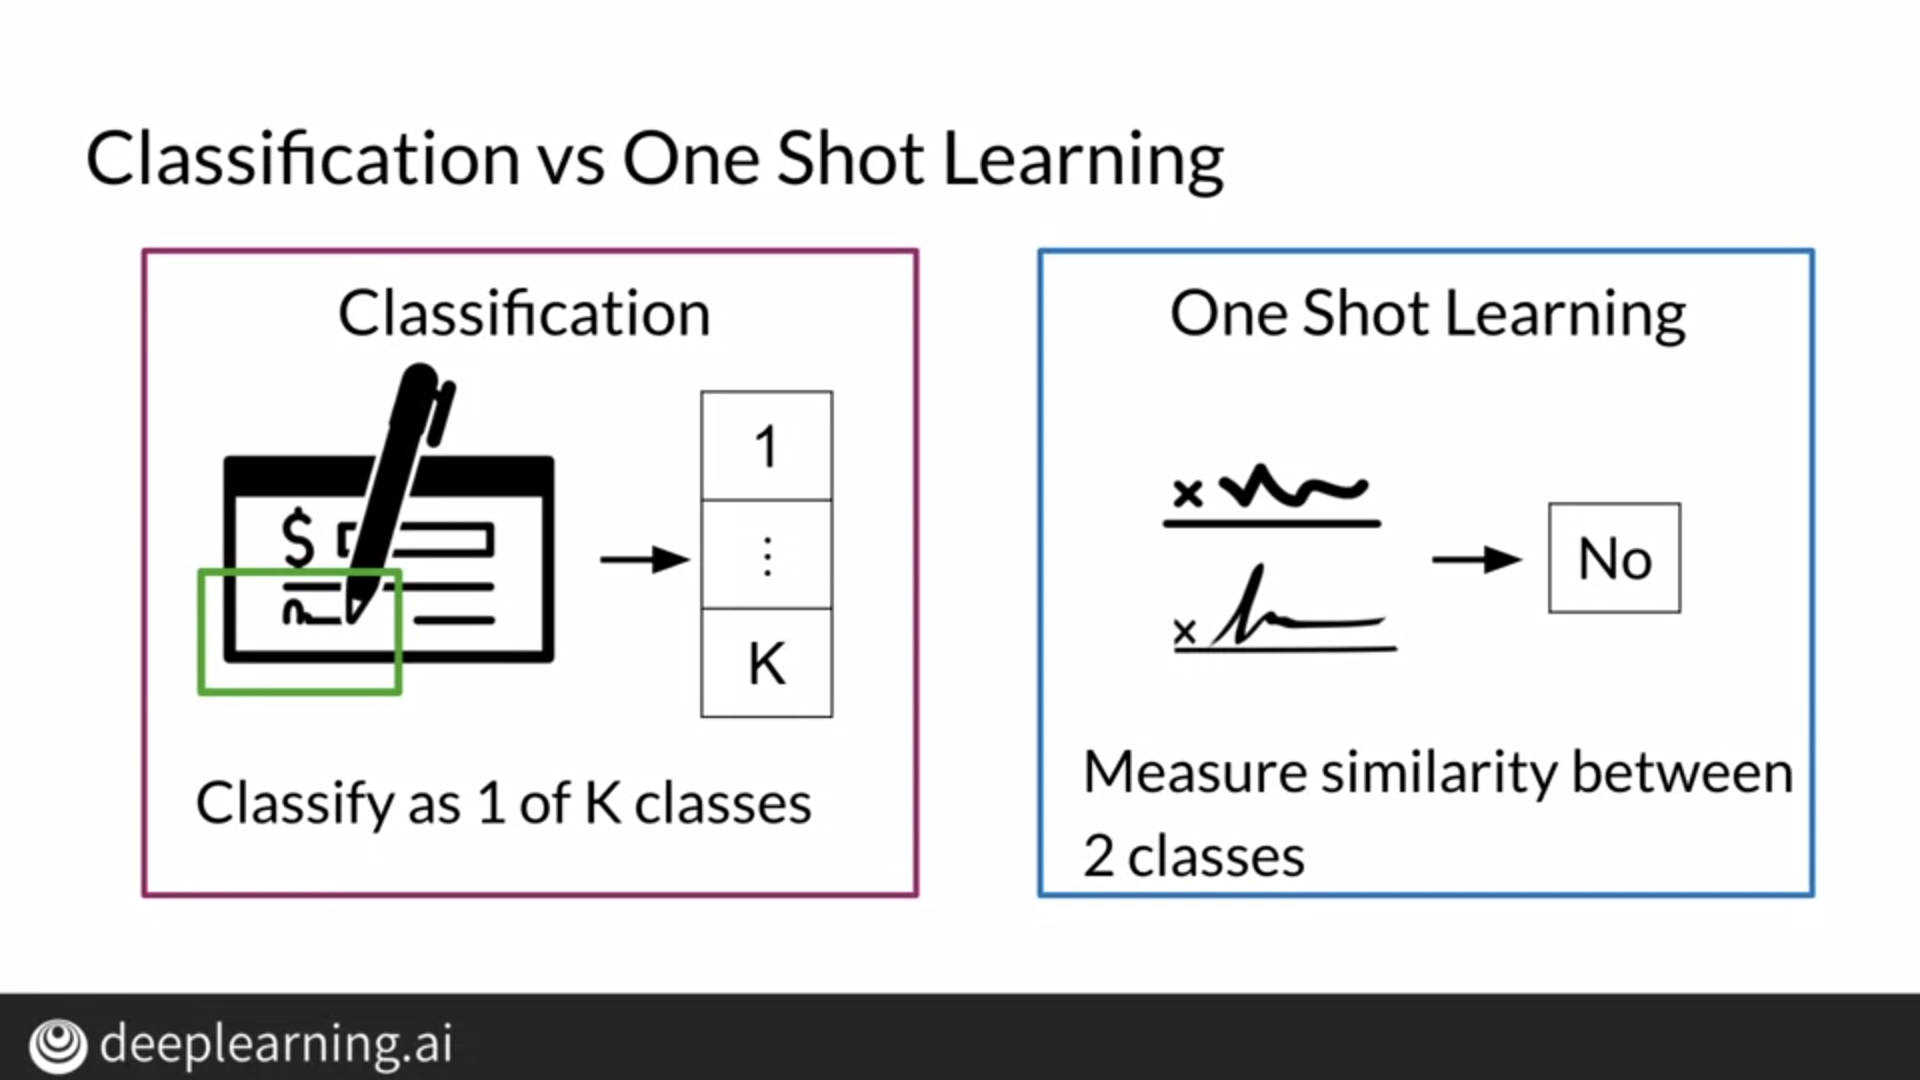 Classification vs One Shot Learning
Classification
$
1
⋮
K
Classify as 1 of K classes
One Shot Learning
x
x
No
Measure similarity between
2 classes
deeplearning.ai